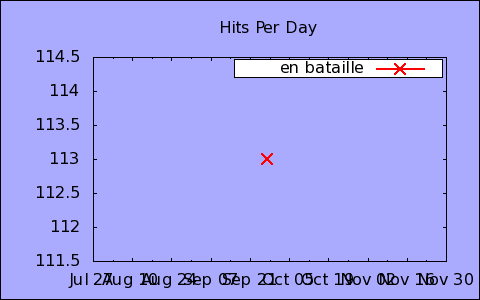 Hits Per Day
en bataille
114.5
114
113.5
113
112.5
112
111.5
Jul 27 Aug 10 Aug 24 Sep 07 Sep 21 Oct 05 Oct 19 Nov 02 Nov 16 Nov 30